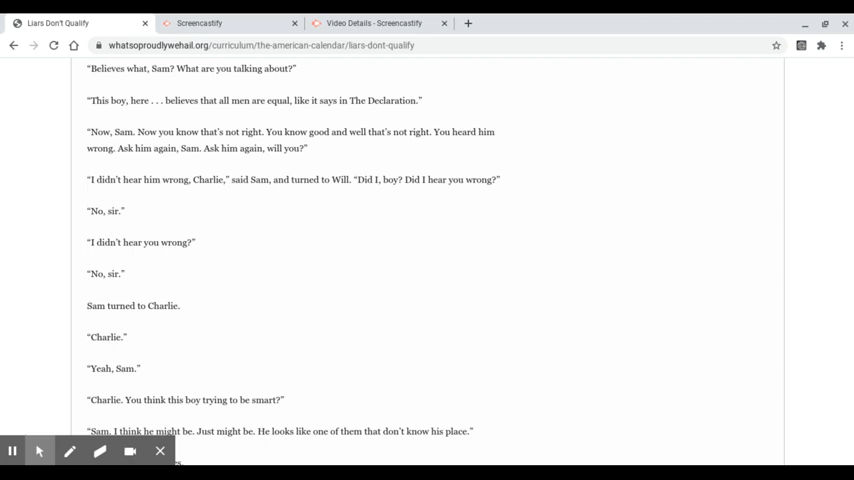 Liars Don't Qualify
Screencastify
Video Details - Screencastify
whatsoproudlywehail.org/curriculum/the-american-calendar/liars-dont-qualify
“Believes what, Sam? What are you talking about?”
“This boy, here . . . believes that all men are equal, like it says in The Declaration.”
“Now, Sam. Now you know that’s not right. You know good and well that’s not right. You heard him
wrong. Ask him again, Sam. Ask him again, will you?”
“I didn’t hear him wrong, Charlie,” said Sam, and turned to Will. “Did I, boy? Did I hear you wrong?”
“No, sir.”
“I didn’t hear you wrong?”
“No, sir.”
Sam turned to Charlie.
“Charlie.”
“Yeah, Sam.”
“Charlie. You think this boy trying to be smart?”
“Sam. I think he might be. Just might be. He looks like one of them that don’t know his place.”